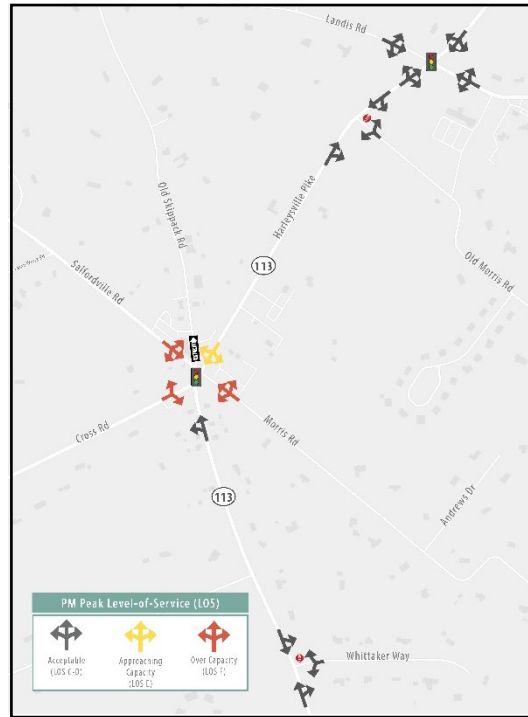 Landis Rd
Harleysville Pike
Old Skippack Rd
113
Old Morris Rd
Salfordville Rd
Cross Rd
Morris Rd
113
Andrews Dr
Whittaker Way
PM Peak Level-of-Service (LOS)
Acceptable
(LOS C-D)
Approaching
Capacity
(LOS E)
Over Capacity
(LOS F)